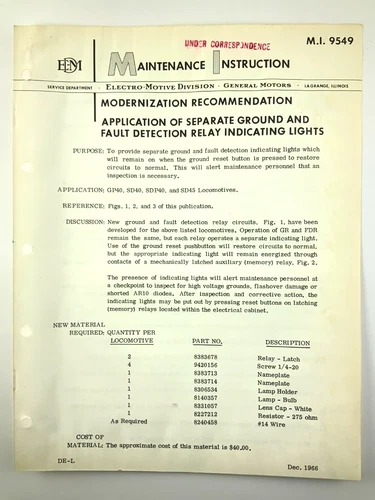 UNDER CORRESPONDENCE
M.I. 9549
EMD MAINTENANCE INSTRUCTION
SERVICE DEPARTMENT • ELECTRO-MOTIVE DIVISION • GENERAL MOTORS • LAGRANGE, ILLINOIS
MODERNIZATION RECOMMENDATION
APPLICATION OF SEPARATE GROUND AND
FAULT DETECTION RELAY INDICATING LIGHTS
PURPOSE: To provide separate ground and fault detection indicating lights which
will remain on when the ground reset button is pressed to restore
circuits to normal. This will alert maintenance personnel that an
inspection is necessary.
APPLICATION: GP40, SD40, SDP40, and SD45 Locomotives.
REFERENCE: Figs. 1, 2, and 3 of this publication.
DISCUSSION: New ground and fault detection relay circuits, Fig. 1, have been
developed for the above listed locomotives. Operation of GR and FDR
remain the same, but each relay operates a separate indicating light.
Use of the ground reset pushbutton will restore circuits to normal,
but the appropriate indicating light will remain energized through
contacts of a mechanically latched auxiliary (memory) relay, Fig. 2.
The presence of indicating lights will alert maintenance personnel at
a checkpoint to inspect for high voltage grounds, flashover damage or
shorted AR10 diodes. After inspection and corrective action, the
indicating lights may be put out by pressing reset buttons on latching
(memory) relays located within the electrical cabinet.
NEW MATERIAL
REQUIRED: QUANTITY PER
LOCOMOTIVE PART NO. DESCRIPTION
2 8383678 Relay - Latch
4 9420156 Screw 1/4-20
1 8383713 Nameplate
1 8383714 Nameplate
1 8306534 Lamp Holder
1 8140357 Lamp - Bulb
1 8331057 Lens Cap - White
1 8227212 Resistor - 275 ohm
As Required 8240458 #14 Wire
COST OF
MATERIAL: The approximate cost of this material is $40.00.
DE-L
Dec. 1966